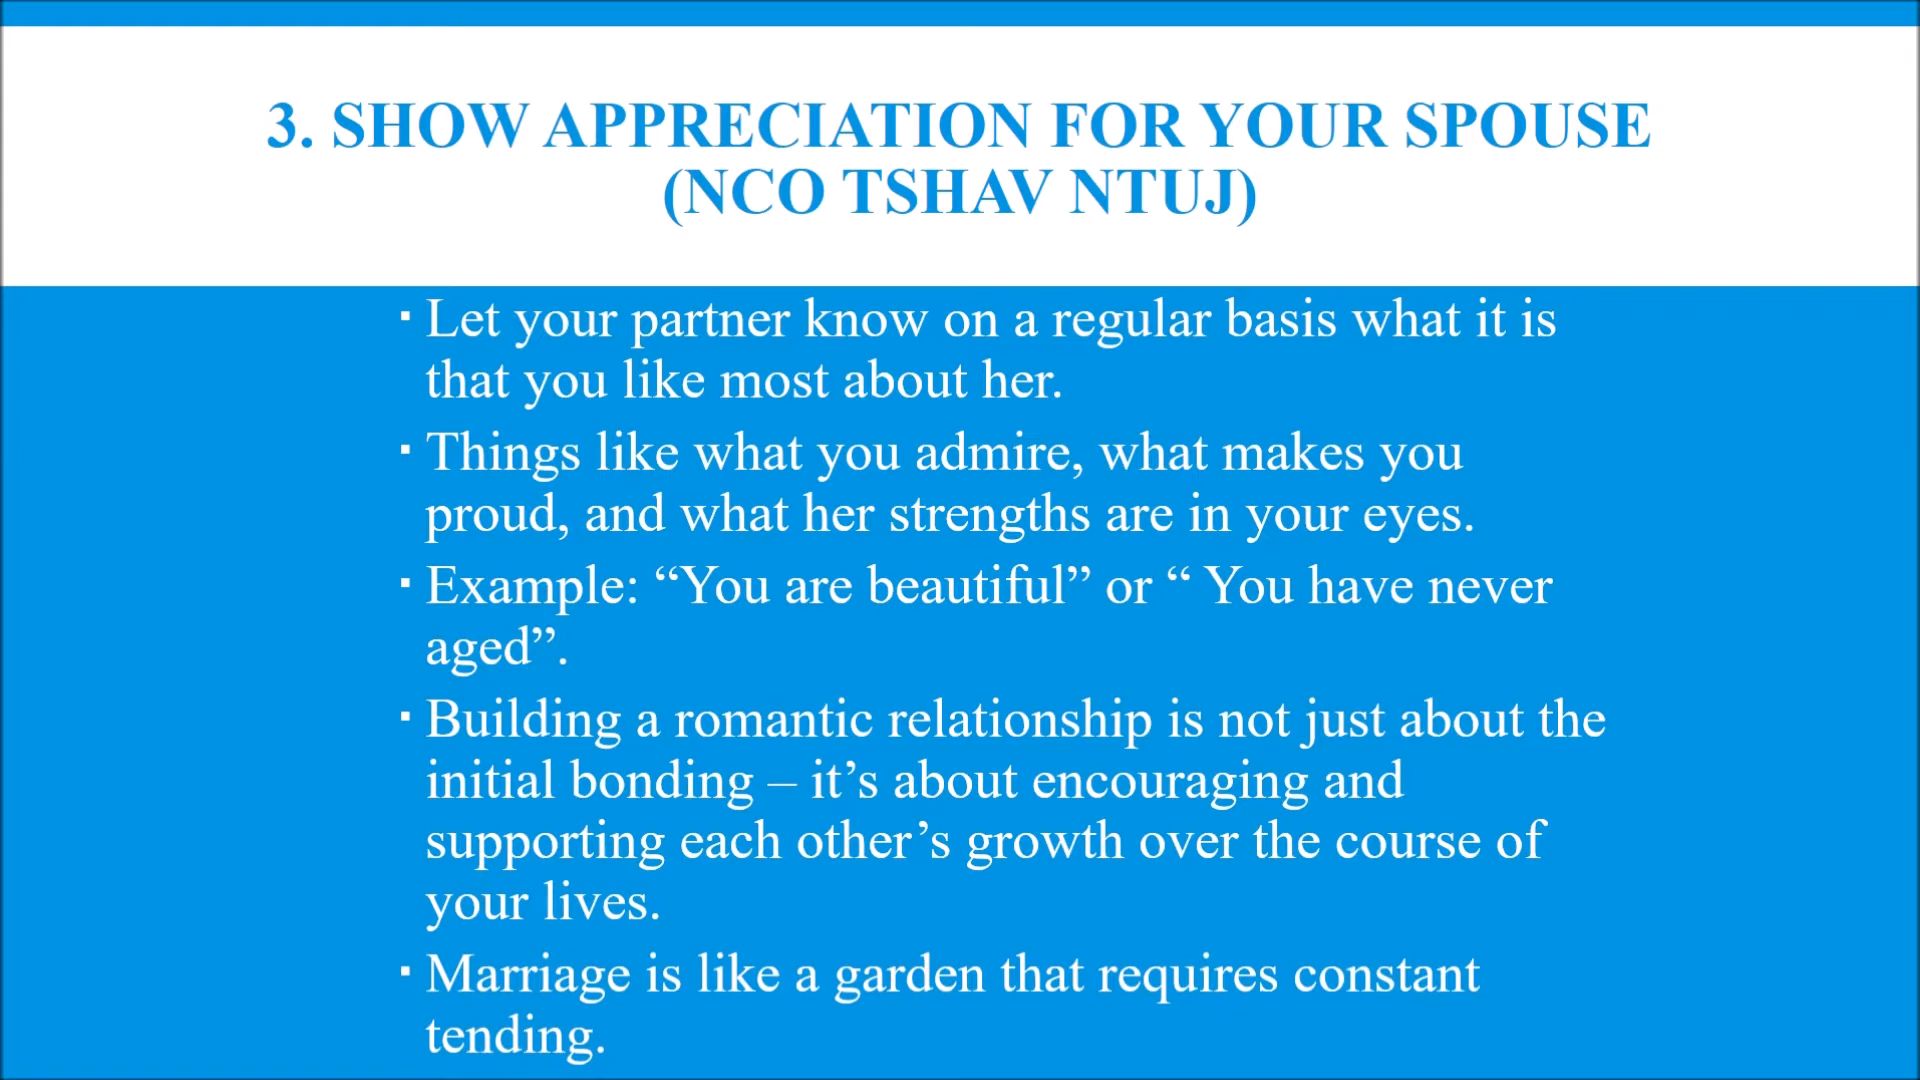 3. SHOW APPRECIATION FOR YOUR SPOUSE
(NCO TSHAV NTUJ)
▪ Let your partner know on a regular basis what it is
that you like most about her.
▪ Things like what you admire, what makes you
proud, and what her strengths are in your eyes.
▪ Example: “You are beautiful” or “ You have never
aged”.
▪ Building a romantic relationship is not just about the
initial bonding – it’s about encouraging and
supporting each other’s growth over the course of
your lives.
▪ Marriage is like a garden that requires constant
tending.